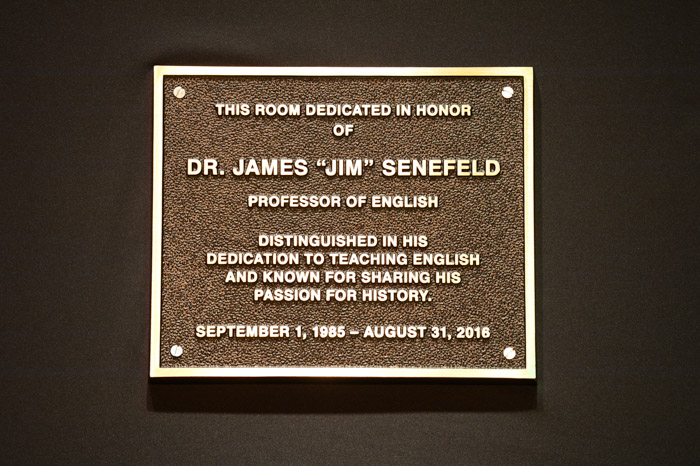 THIS ROOM DEDICATED IN HONOR
OF
DR. JAMES “JIM” SENEFELD
PROFESSOR OF ENGLISH
DISTINGUISHED IN HIS
DEDICATION TO TEACHING ENGLISH
AND KNOWN FOR SHARING HIS
PASSION FOR HISTORY.
SEPTEMBER 1, 1985 – AUGUST 31, 2016